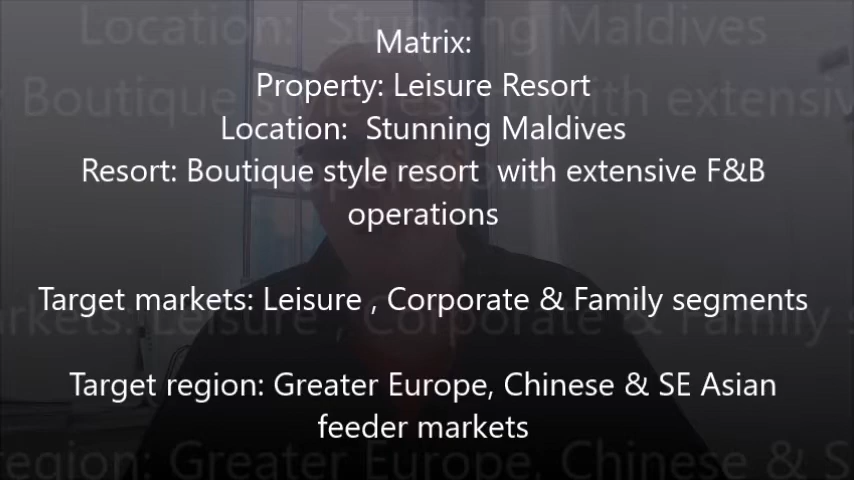 Matrix:
Property: Leisure Resort
Location:  Stunning Maldives
Resort: Boutique style resort  with extensive F&B
operations
Target markets: Leisure , Corporate & Family segments
Target region: Greater Europe, Chinese & SE Asian
feeder markets